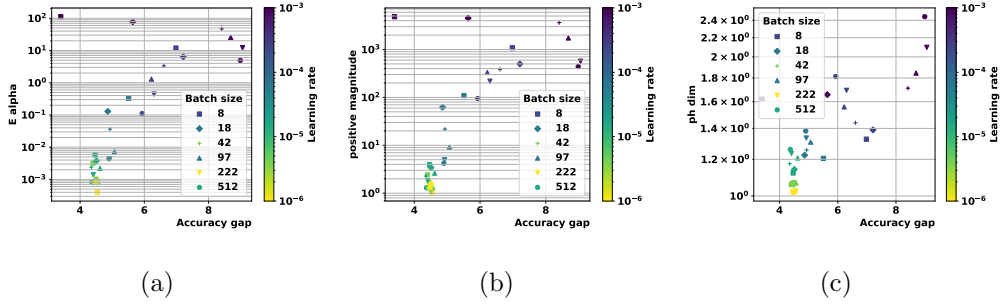 10²
10¹
10⁰
10⁻¹
10⁻²
10⁻³
E alpha
4
6
8
Accuracy gap
Batch size
8
18
42
97
222
512
10⁻³
10⁻⁴
10⁻⁵
10⁻⁶
Learning rate
(a)
10³
10²
10¹
10⁰
positive magnitude
4
6
8
Accuracy gap
Batch size
8
18
42
97
222
512
10⁻³
10⁻⁴
10⁻⁵
10⁻⁶
Learning rate
(b)
2.4 × 10⁰
2.2 × 10⁰
2 × 10⁰
1.8 × 10⁰
1.6 × 10⁰
1.4 × 10⁰
1.2 × 10⁰
10⁰
ph dim
4
6
8
Accuracy gap
Batch size
8
18
42
97
222
512
10⁻³
10⁻⁴
10⁻⁵
10⁻⁶
Learning rate
(c)